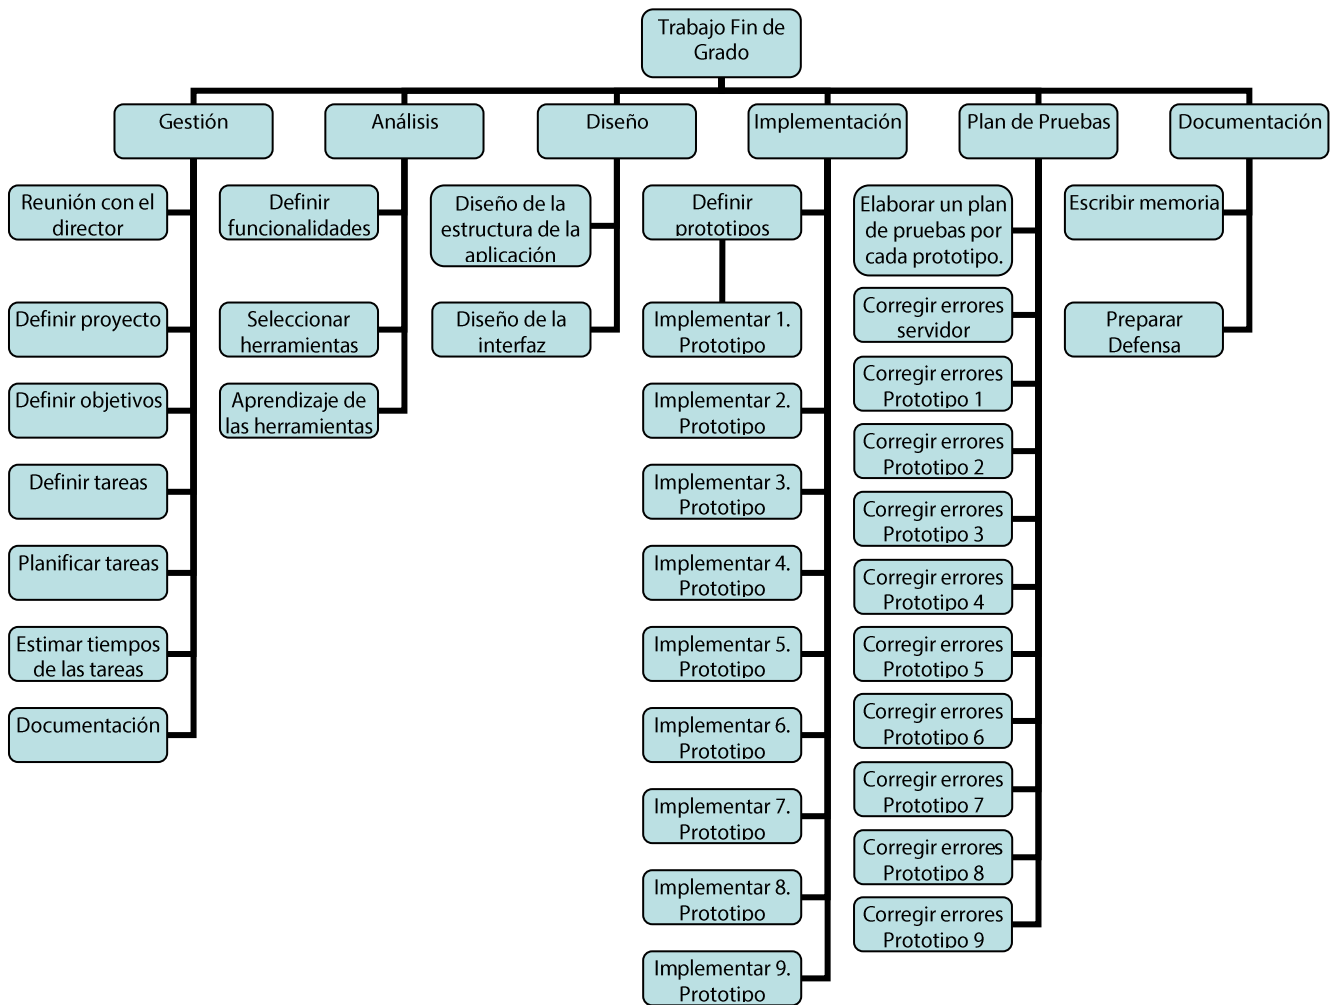 Trabajo Fin de
Grado
Gestión
Análisis
Diseño
Implementación
Plan de Pruebas
Documentación
Reunión con el
director
Definir proyecto
Definir objetivos
Definir tareas
Planificar tareas
Estimar tiempos
de las tareas
Documentación
Definir
funcionalidades
Seleccionar
herramientas
Aprendizaje de
las herramientas
Diseño de la
estructura de la
aplicación
Diseño de la
interfaz
Definir
prototipos
Implementar 1.
Prototipo
Implementar 2.
Prototipo
Implementar 3.
Prototipo
Implementar 4.
Prototipo
Implementar 5.
Prototipo
Implementar 6.
Prototipo
Implementar 7.
Prototipo
Implementar 8.
Prototipo
Implementar 9.
Prototipo
Elaborar un plan
de pruebas por
cada prototipo.
Corregir errores
servidor
Corregir errores
Prototipo 1
Corregir errores
Prototipo 2
Corregir errores
Prototipo 3
Corregir errores
Prototipo 4
Corregir errores
Prototipo 5
Corregir errores
Prototipo 6
Corregir errores
Prototipo 7
Corregir errores
Prototipo 8
Corregir errores
Prototipo 9
Escribir memoria
Preparar
Defensa